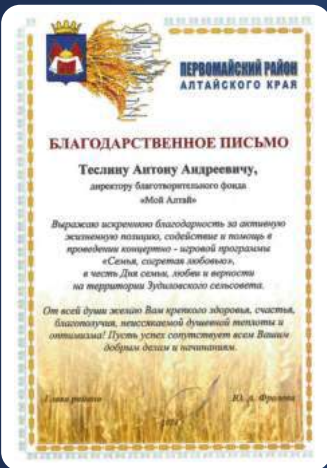 ПЕРВОМАЙСКИЙ РАЙОН
АЛТАЙСКОГО КРАЯ
БЛАГОДАРСТВЕННОЕ ПИСЬМО
Теслину Антону Андреевичу,
директору благотворительного фонда
«Мой Алтай»
Выражаю искреннюю благодарность за активную
жизненную позицию, содействие и помощь в
проведении концертно - игровой программы
«Семья, согретая любовью»,
в честь Дня семьи, любви и верности
на территории Зудиловского сельсовета.
От всей души желаю Вам крепкого здоровья, счастья,
благополучия, неиссякаемой душевной теплоты и
оптимизма! Пусть успех сопутствует всем Вашим
добрым делам и начинаниям.
Глава района
Ю. А. Фролова